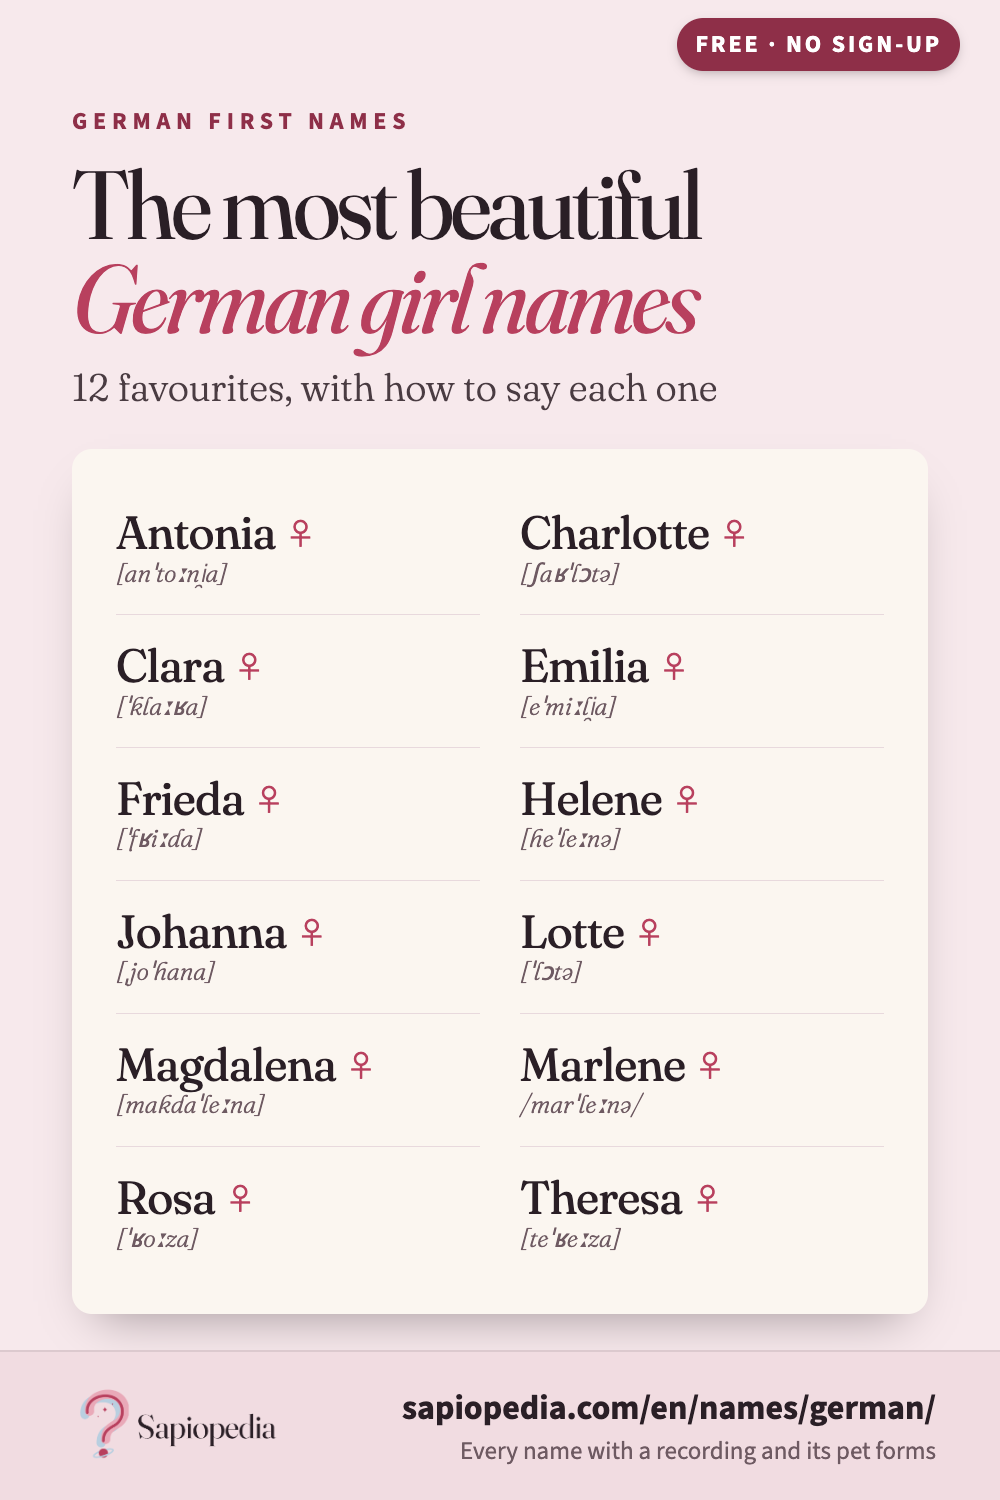 FREE · NO SIGN-UP
GERMAN FIRST NAMES
The most beautiful
German girl names
12 favourites, with how to say each one
Antonia ♀
[anˈtoːni̯a]
Charlotte ♀
[ʃaʁˈlɔtə]
Clara ♀
[ˈklaːʁa]
Emilia ♀
[eˈmiːli̯a]
Frieda ♀
[ˈfʁiːda]
Helene ♀
[heˈleːnə]
Johanna ♀
[ˌjoˈhana]
Lotte ♀
[ˈlɔtə]
Magdalena ♀
[makdaˈleːna]
Marlene ♀
/marˈleːnə/
Rosa ♀
[ˈʁoːza]
Theresa ♀
[teˈʁeːza]
Sapiopedia
sapiopedia.com/en/names/german/
Every name with a recording and its pet forms